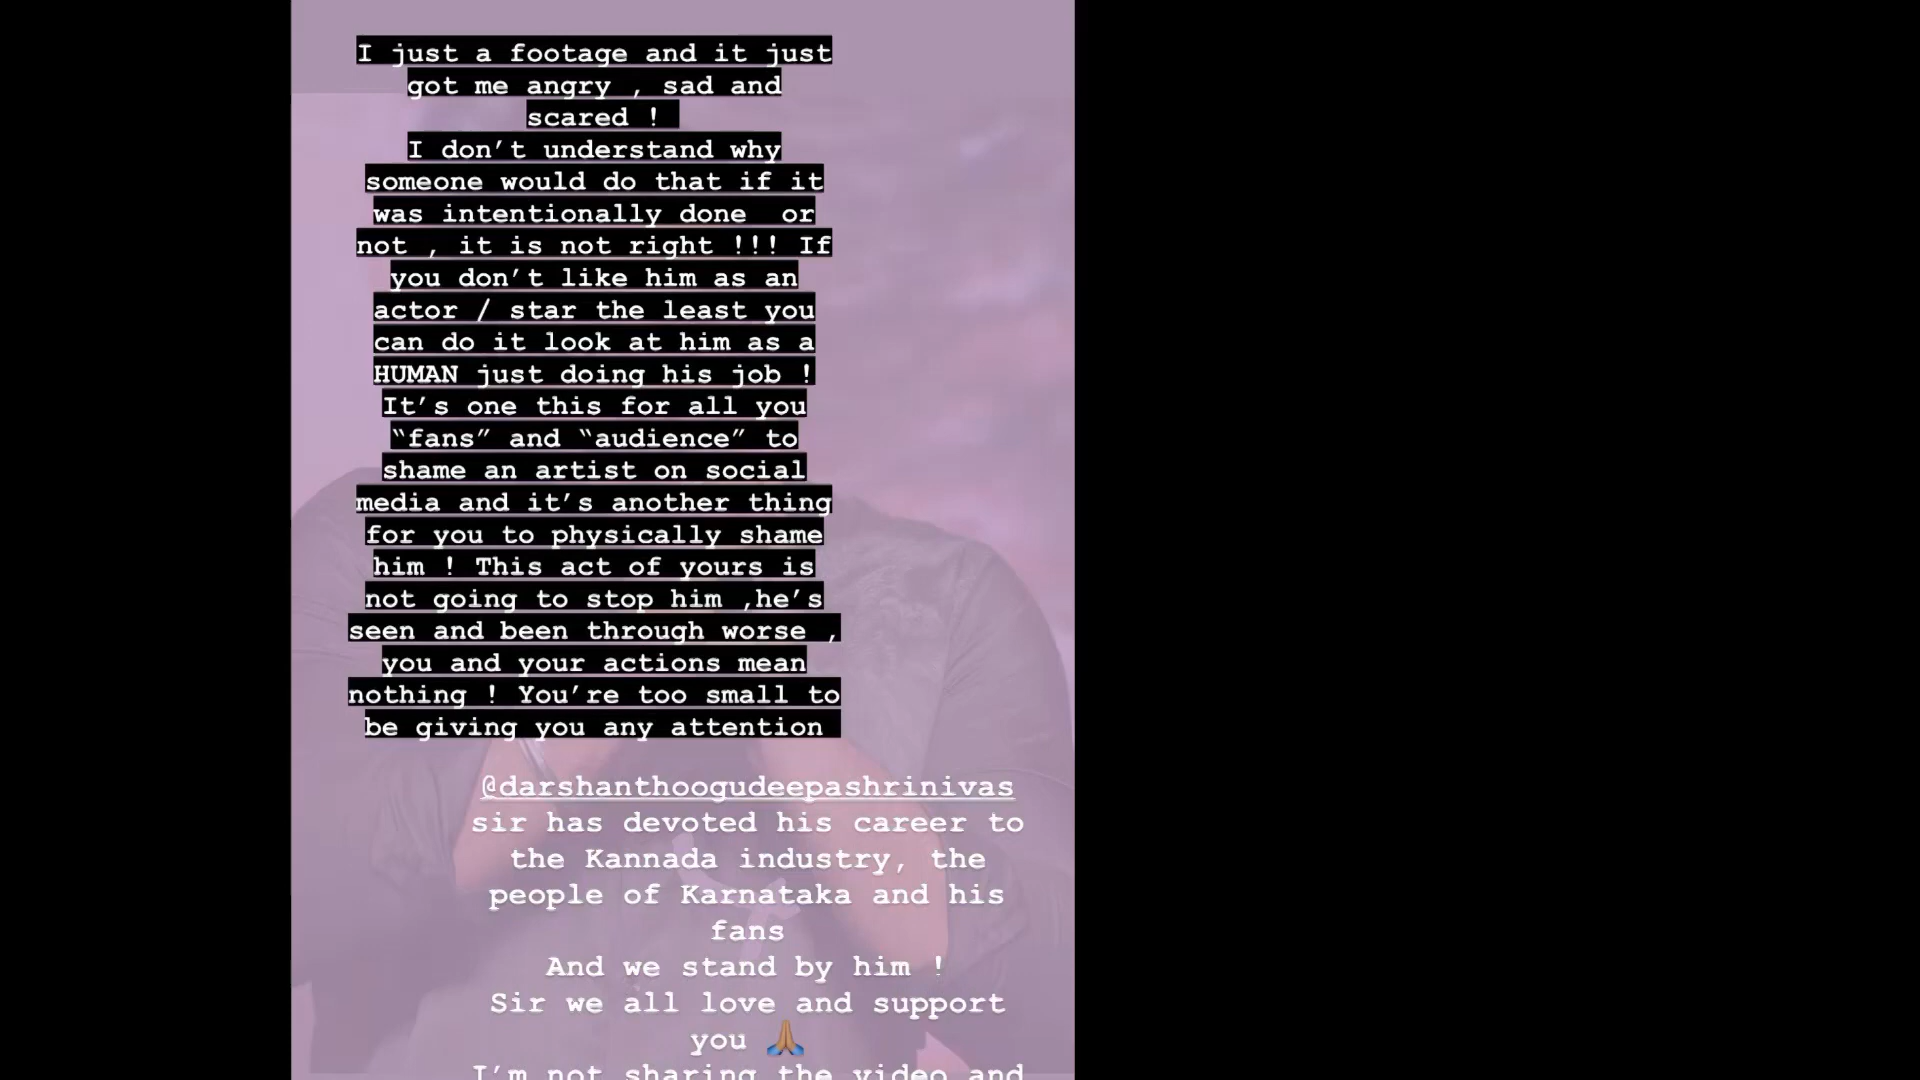 I just a footage and it just
got me angry , sad and
scared !
I don’t understand why
someone would do that if it
was intentionally done  or
not , it is not right !!! If
you don’t like him as an
actor / star the least you
can do it look at him as a
HUMAN just doing his job !
It’s one this for all you
“fans” and “audience” to
shame an artist on social
media and it’s another thing
for you to physically shame
him ! This act of yours is
not going to stop him ,he’s
seen and been through worse ,
you and your actions mean
nothing ! You’re too small to
be giving you any attention
@darshanthoogudeepashrinivas
sir has devoted his career to
the Kannada industry, the
people of Karnataka and his
fans
And we stand by him !
Sir we all love and support
you 🙏🏽
I’m not sharing the video and